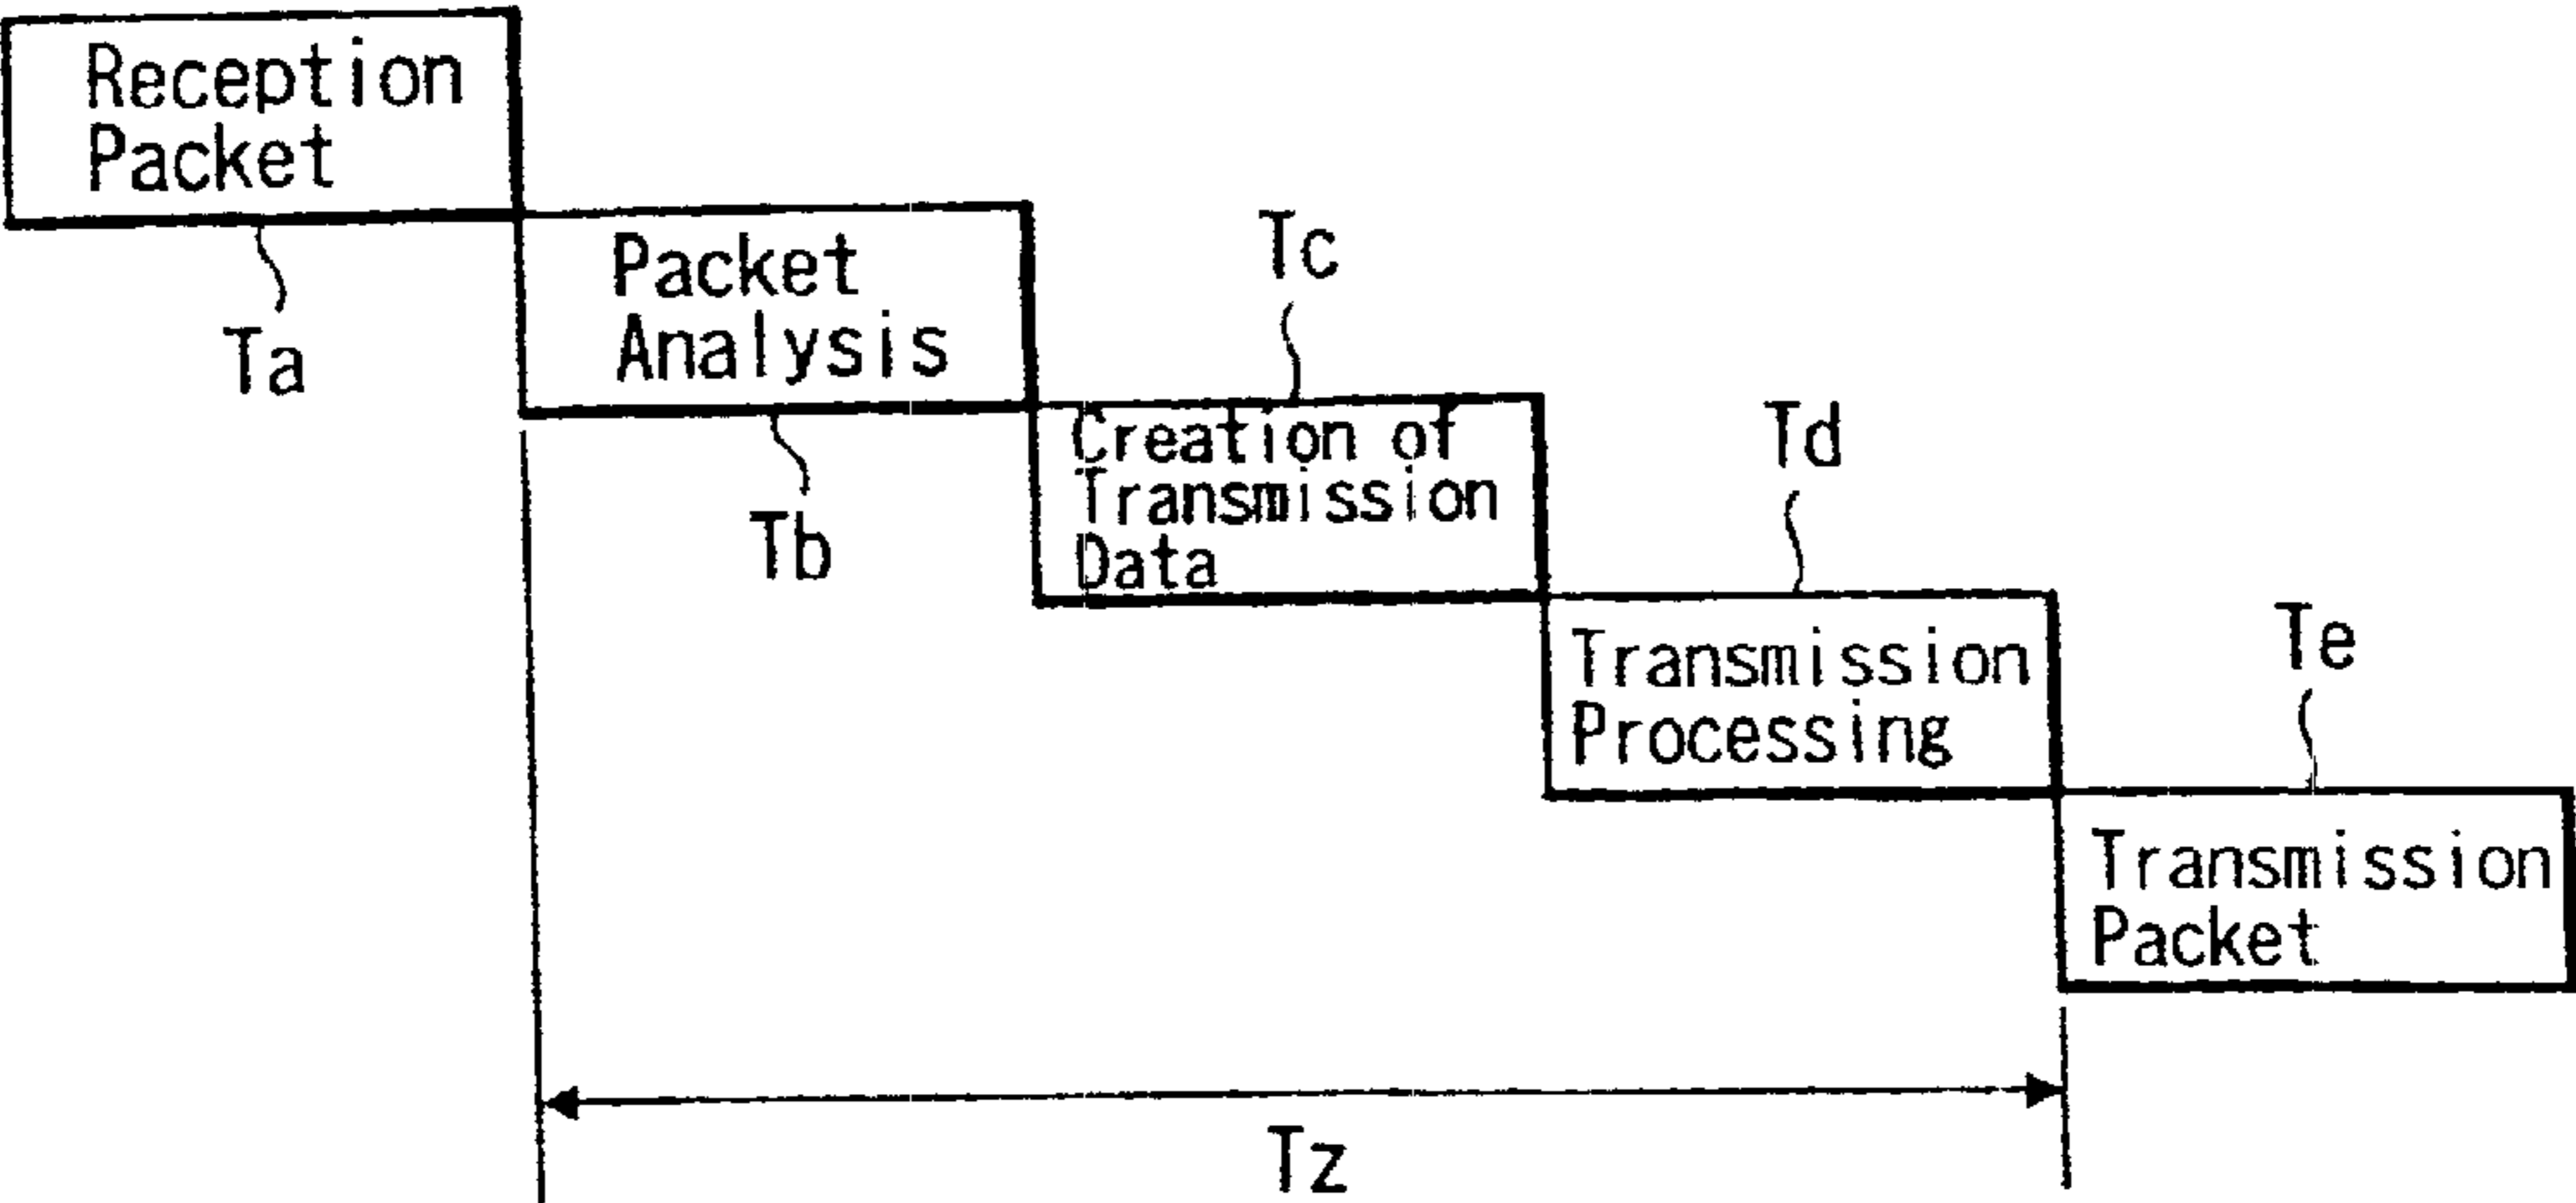 Reception
Packet
Ta
Packet
Analysis
Tb
Tc
Creation of
Transmission
Data
Td
Transmission
Processing
Te
Transmission
Packet
Tz